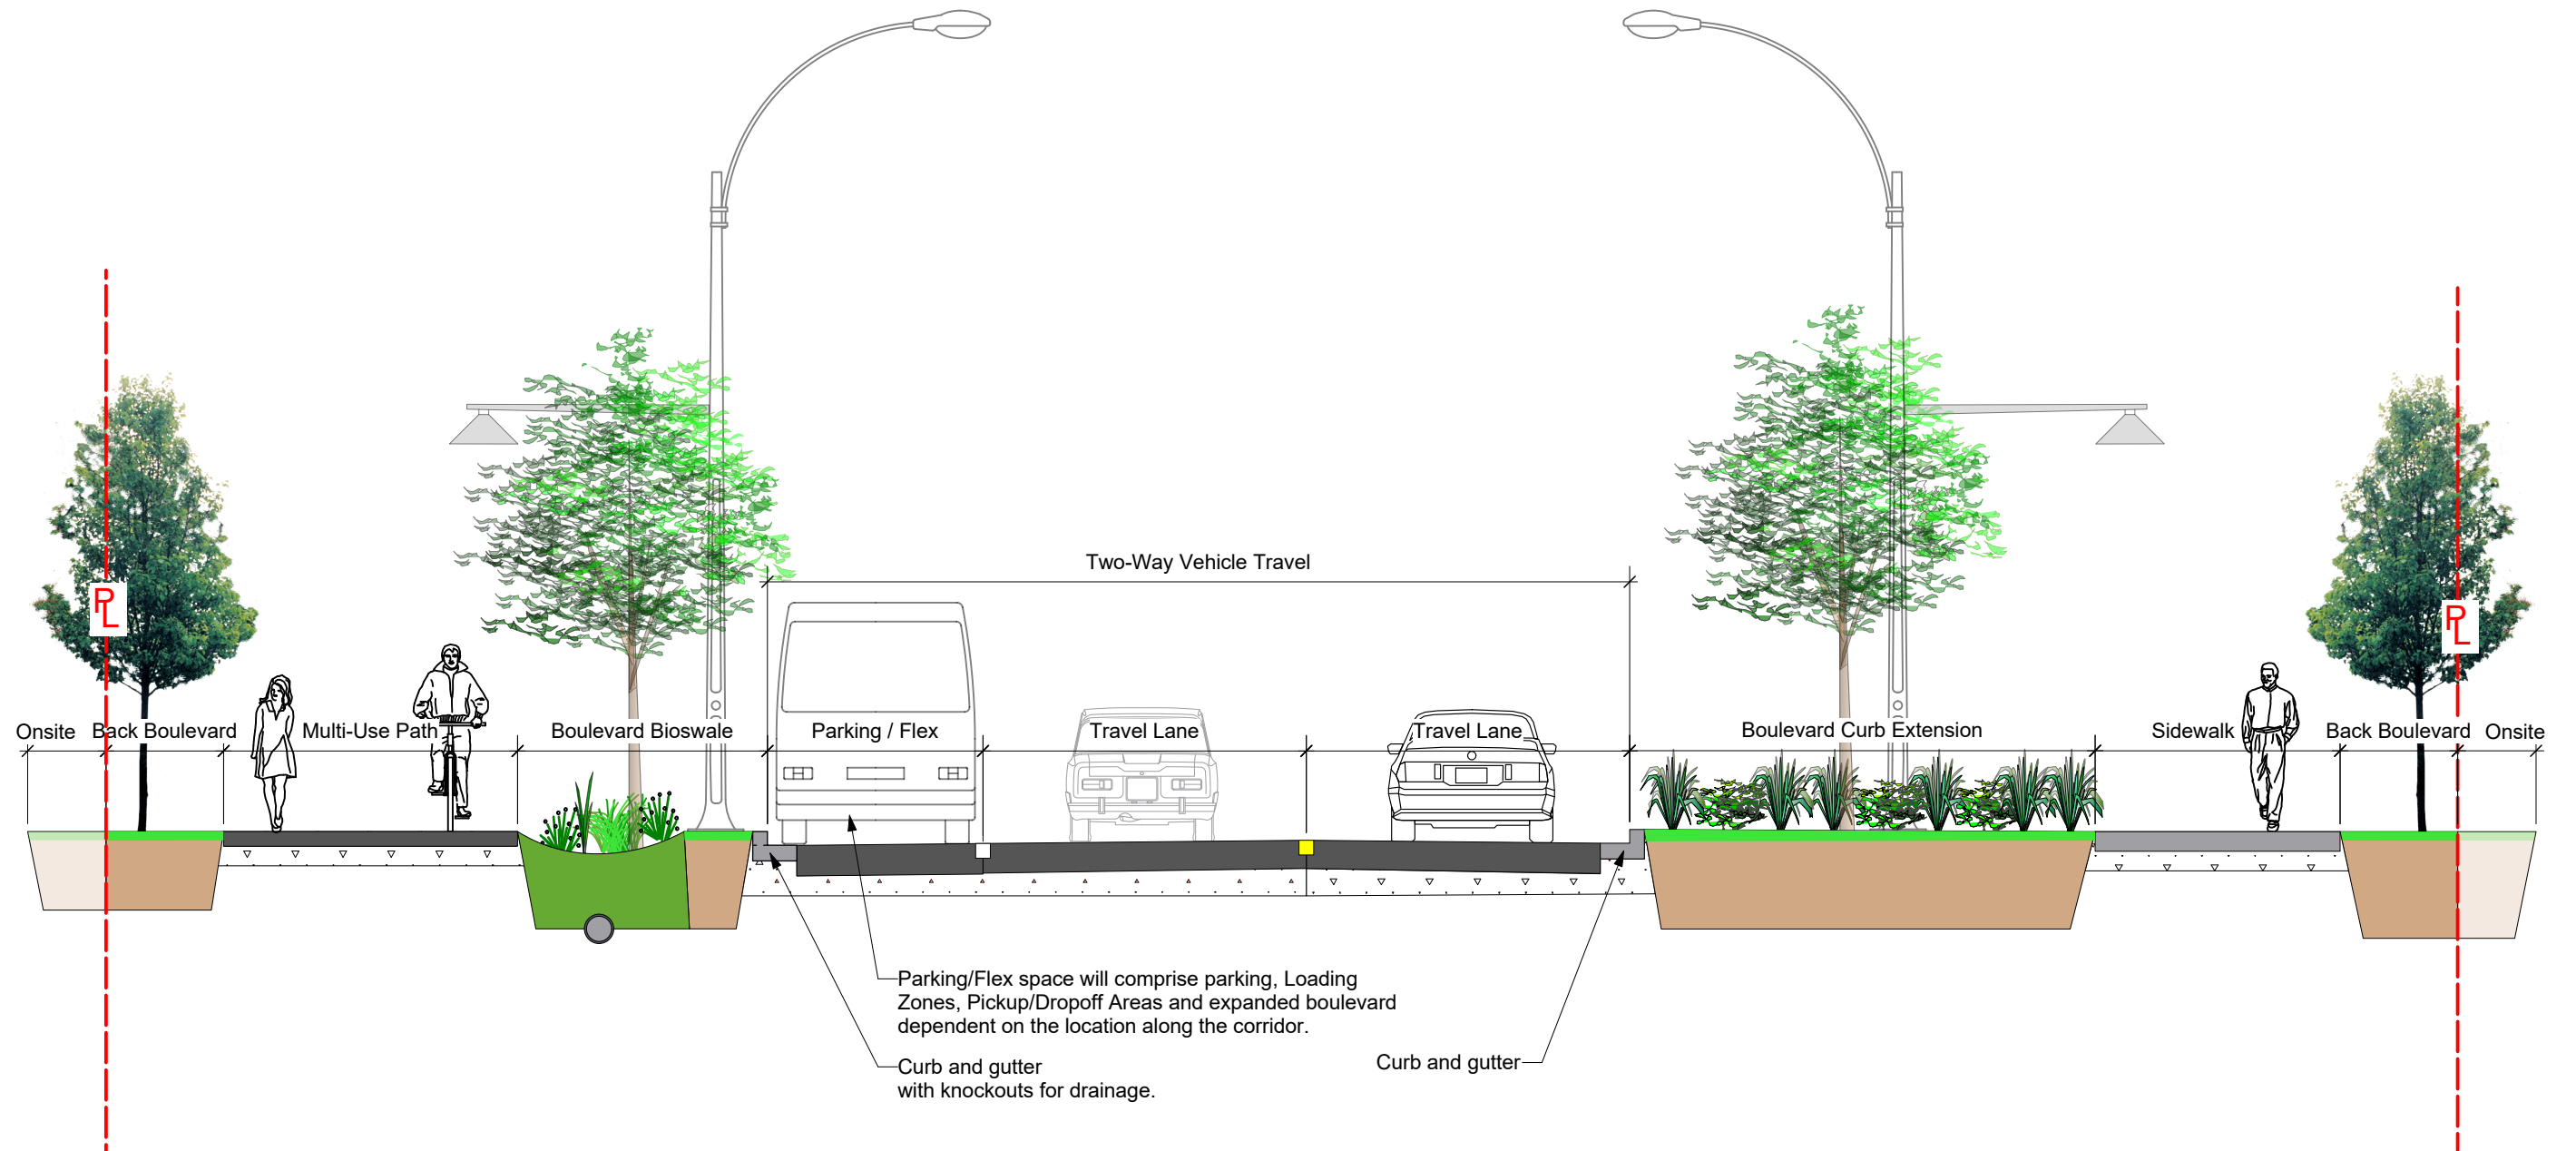 Two-Way Vehicle Travel
PL
PL
Onsite
Back Boulevard
Multi-Use Path
Boulevard Bioswale
Parking / Flex
Travel Lane
Travel Lane
Boulevard Curb Extension
Sidewalk
Back Boulevard
Onsite
Parking/Flex space will comprise parking, Loading
Zones, Pickup/Dropoff Areas and expanded boulevard
dependent on the location along the corridor.
Curb and gutter
with knockouts for drainage.
Curb and gutter